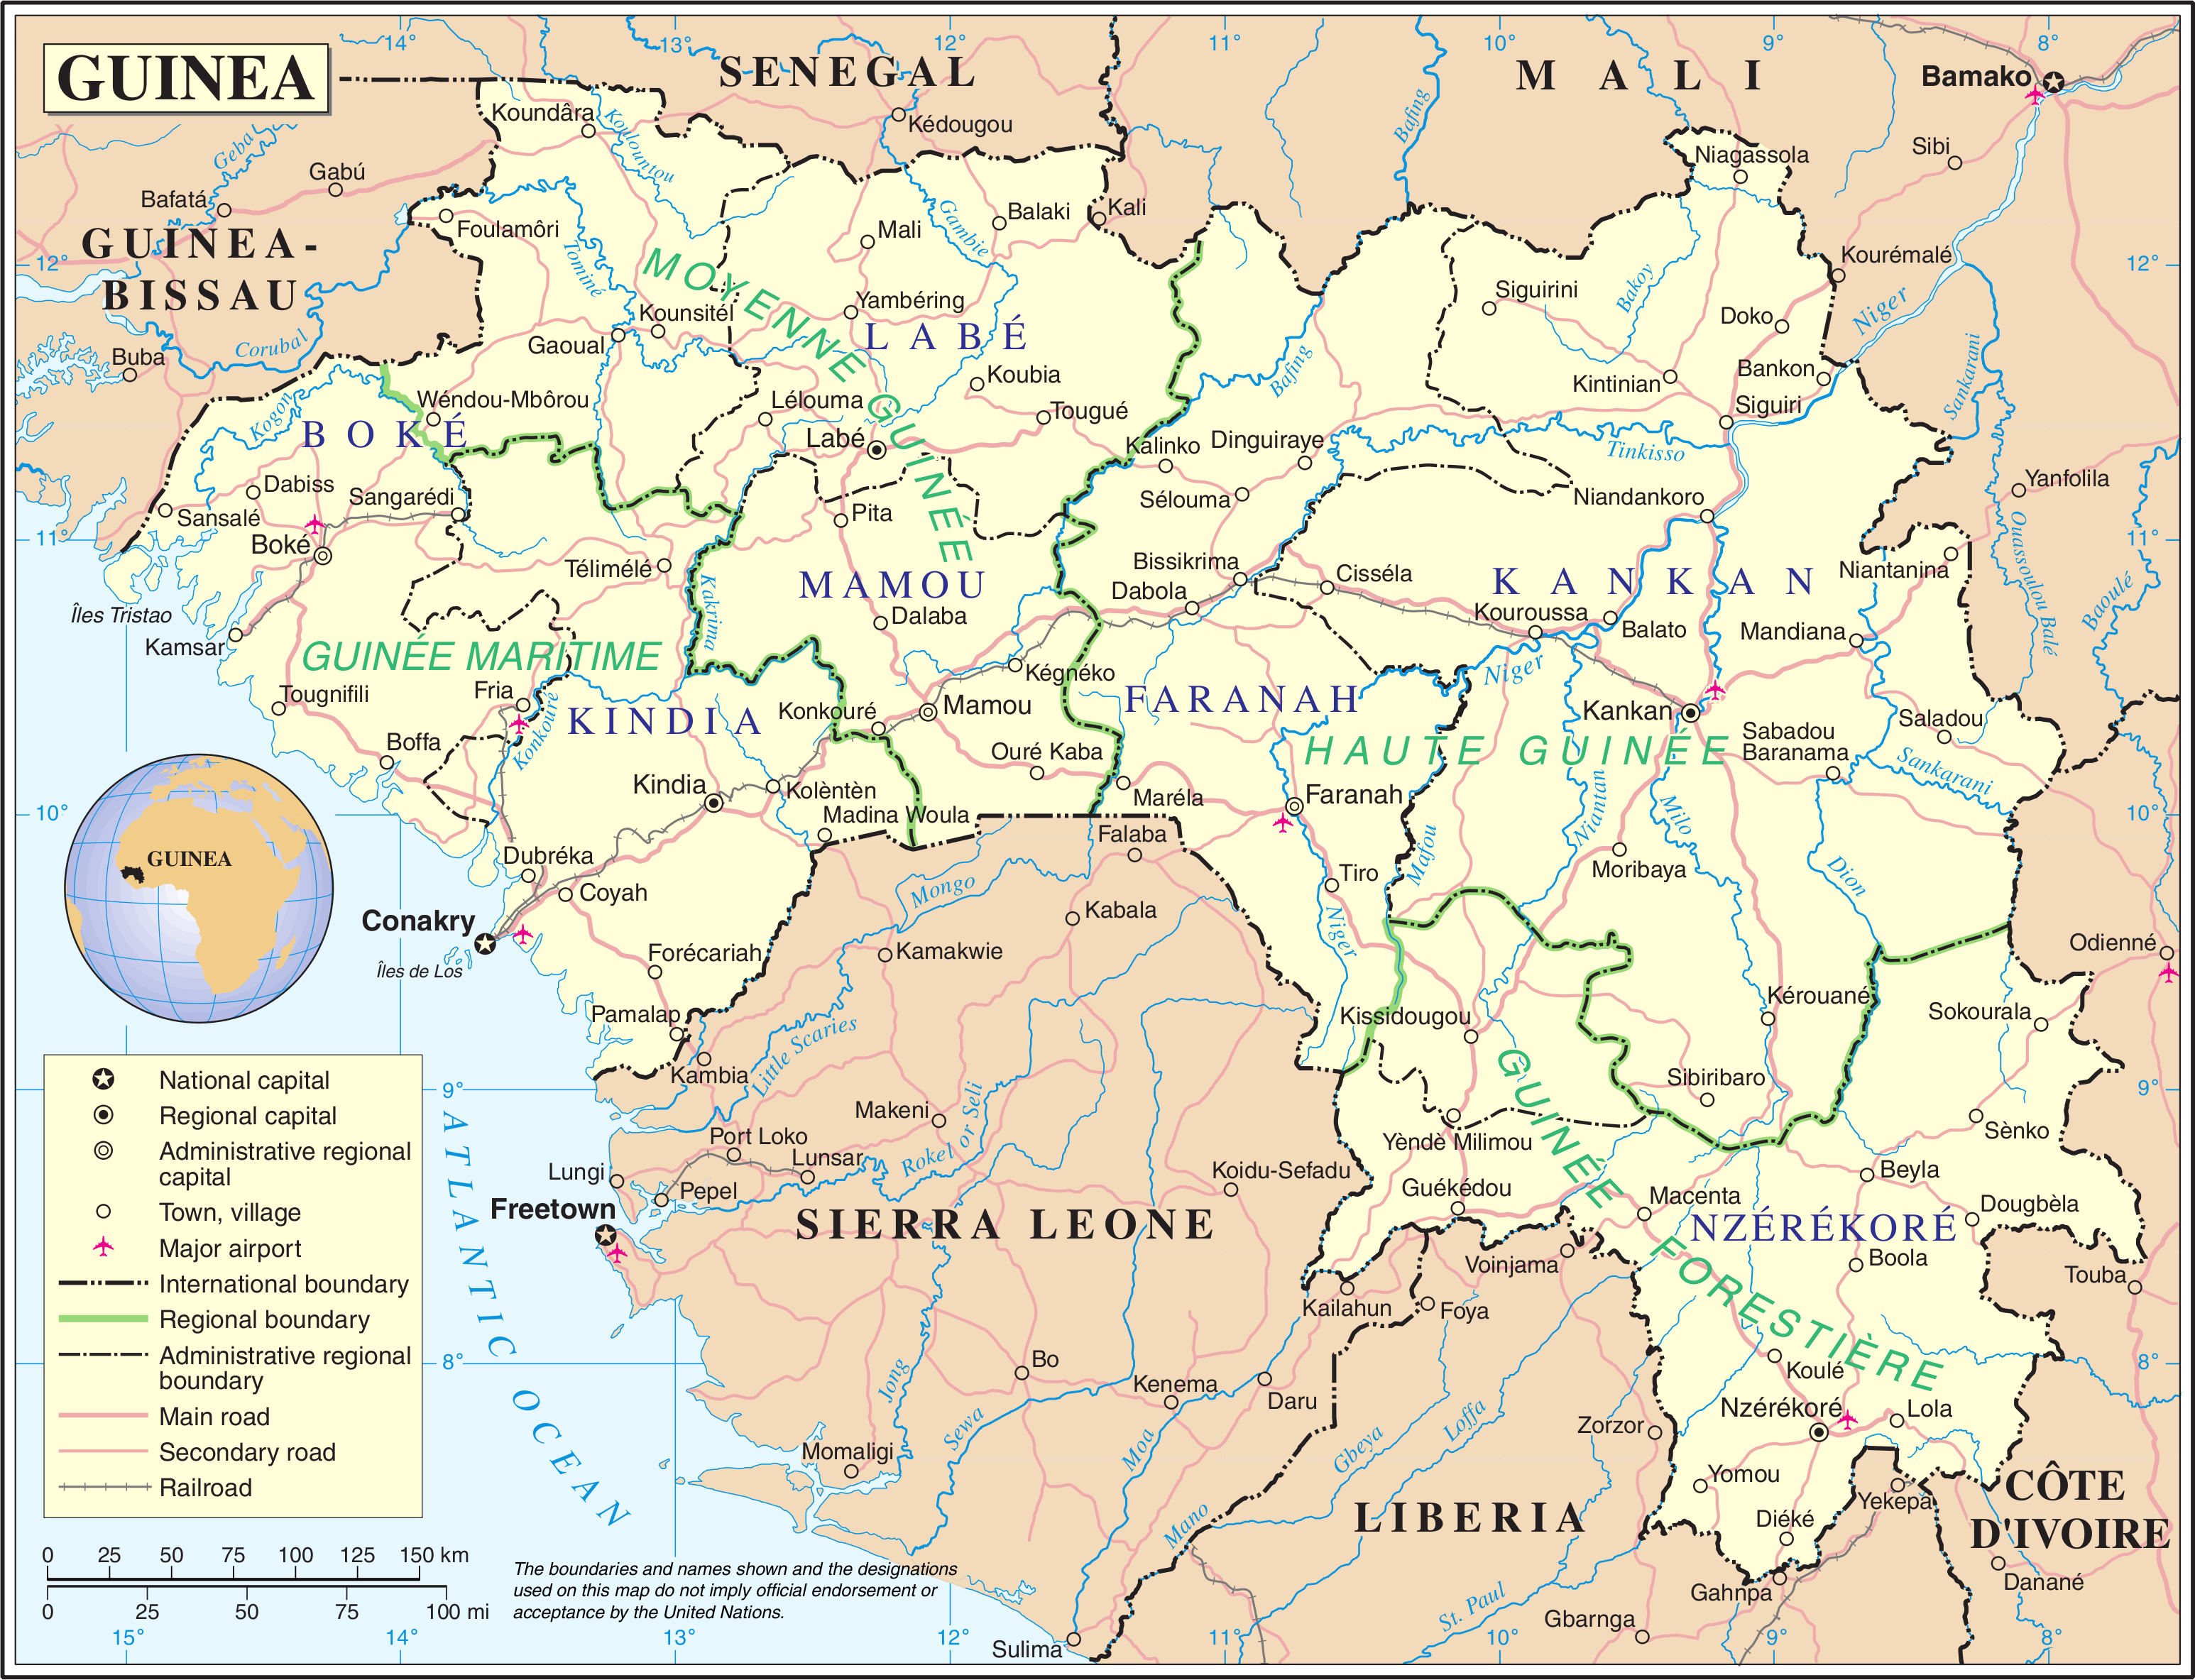 14°
13°
12°
11°
10°
9°
8°
GUINEA
SENEGAL
MALI
Bamako
Koundâra
Koulountou
Kédougou
Bafing
Niagassola
Sibi
Geba
Gabú
Bafatá
GUINEA-
BISSAU
Foulamôri
Tominé
Mali
Gambie
Balaki
Kali
Kourémalé
12°
12°
MOYENNE GUINÉE
Yambéring
Kounsitél
Gaoual
LABÉ
Siguirini
Bakoy
Doko
Niger
Corubal
Buba
Koubia
Bafing
Kintinian
Bankon
Sankarani
Kogon
BOKÉ
Wéndou-Mbôrou
Lélouma
Tougué
Labé
Siguiri
Kalinko
Dinguiraye
Tinkisso
Dabiss
Sangarédi
Sansalé
Pita
Sélouma
Niandankoro
Yanfolila
Ouassoulou Balé
Baoulé
11°
11°
Boké
Télimélé
Kakrima
MAMOU
Bissikrima
Dabola
Cisséla
KANKAN
Niantanina
Îles Tristao
Kamsar
Dalaba
Kouroussa
Balato
Mandiana
GUINÉE MARITIME
Kégnéko
Niger
Tougnifili
Fria
Konkouré
KINDIA
Konkouré
Mamou
FARANAH
Kankan
Sabadou
Baranama
Saladou
Sankarani
Boffa
Ouré Kaba
HAUTE GUINÉE
Kindia
Kolèntèn
Maréla
Faranah
Niantan
Milo
10°
10°
Madina Woula
Falaba
Mafou
Moribaya
Dion
GUINEA
Dubréka
Coyah
Mongo
Tiro
Kabala
Niger
Conakry
Îles de Los
Forécariah
Kamakwie
Odienné
Pamalap
Kissidougou
Kérouané
Sokourala
Little Scaries
Kambia
9°
9°
GUINÉE FORESTIÈRE
Sibiribaro
National capital
Regional capital
Administrative regional
capital
Town, village
Major airport
International boundary
Regional boundary
Administrative regional
boundary
Main road
Secondary road
Railroad
ATLANTIC OCEAN
Makeni
Rokel or Seli
Port Loko
Lunsar
Lungi
Pepel
Freetown
Koidu-Sefadu
SIERRA LEONE
Yèndè Milimou
Sènko
Guékédou
Macenta
Beyla
Dougbèla
NZÉRÉKORÉ
Voinjama
Boola
Touba
Kailahun
Foya
8°
8°
Bo
Jong
Kenema
Daru
Koulé
Sewa
Moa
Nzérékoré
Lola
Momaligi
Gbeya
Loffa
Zorzor
Yomou
Yekepa
CÔTE
D'IVOIRE
Mano
LIBERIA
Diéké
Danané
Gahnpa
St. Paul
Gbarnga
Sulima
0 25 50 75 100 125 150 km
0 25 50 75 100 mi
The boundaries and names shown and the designations
used on this map do not imply official endorsement or
acceptance by the United Nations.
15°
14°
13°
12°
11°
10°
9°
8°